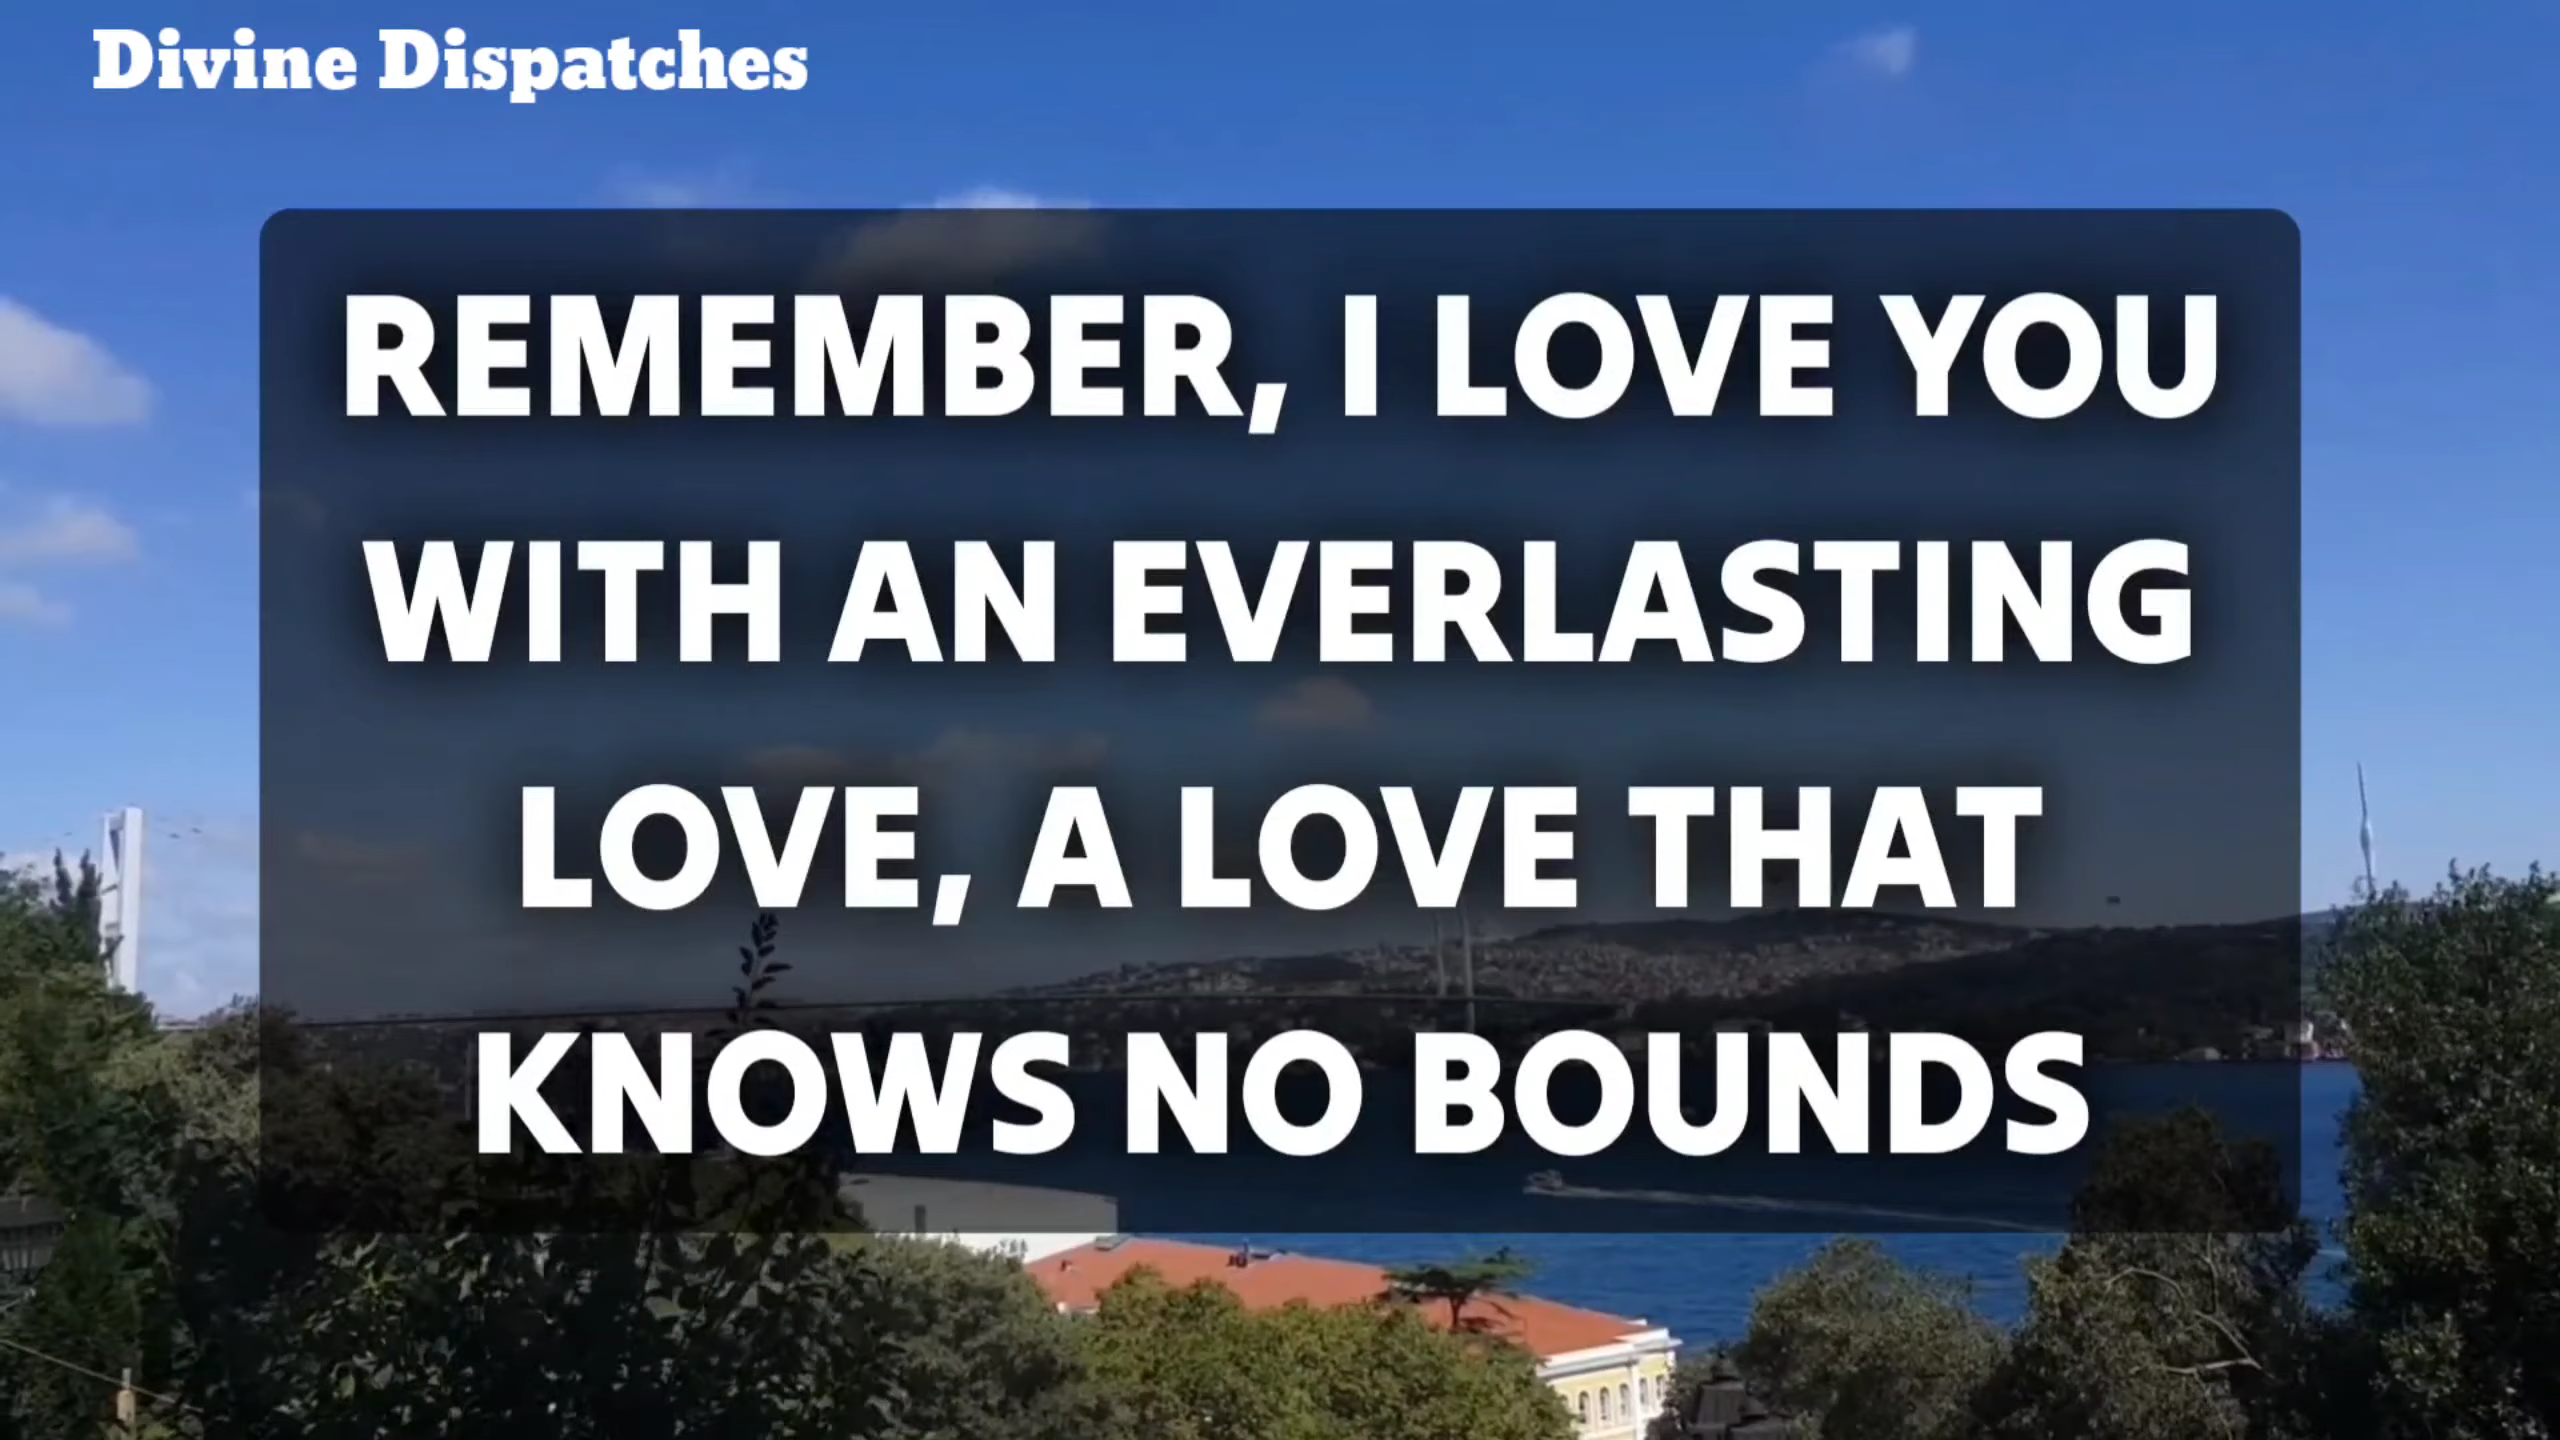 Divine Dispatches
REMEMBER, I LOVE YOU
WITH AN EVERLASTING
LOVE, A LOVE THAT
KNOWS NO BOUNDS